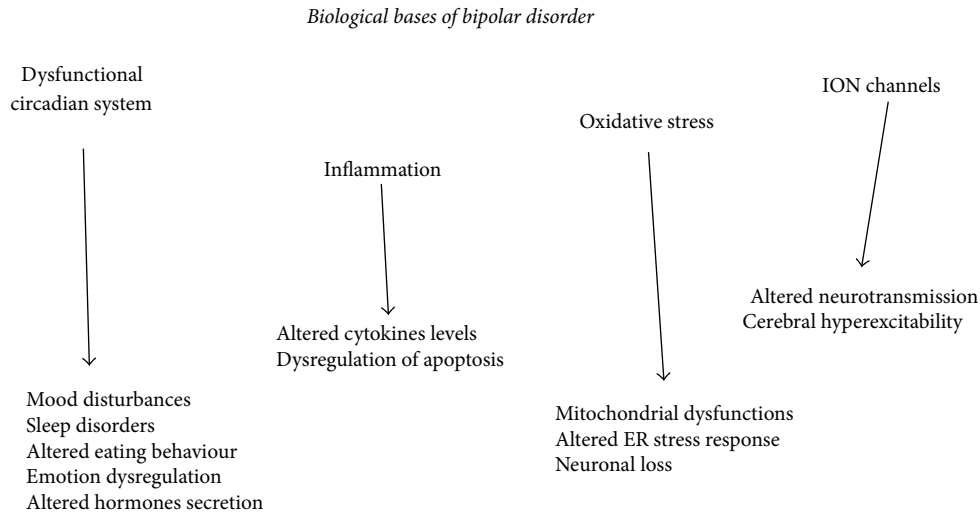 Biological bases of bipolar disorder
Dysfunctional
circadian system
Mood disturbances
Sleep disorders
Altered eating behaviour
Emotion dysregulation
Altered hormones secretion
Inflammation
Altered cytokines levels
Dysregulation of apoptosis
Oxidative stress
Mitochondrial dysfunctions
Altered ER stress response
Neuronal loss
ION channels
Altered neurotransmission
Cerebral hyperexcitability